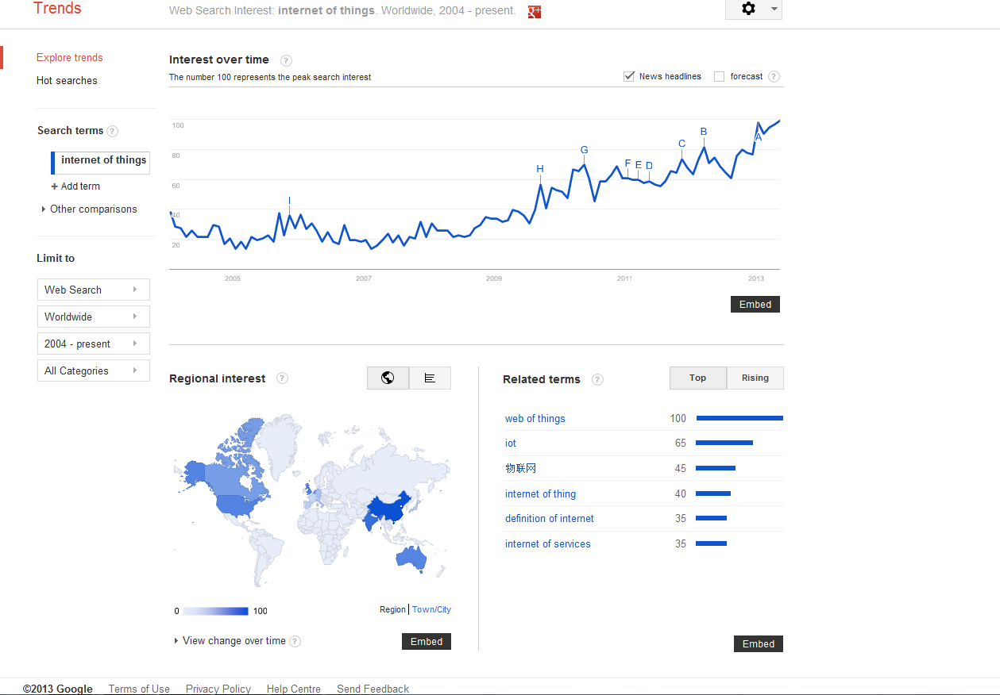 Trends
Web Search Interest: internet of things. Worldwide, 2004 - present.
g+
Explore trends
Hot searches
Search terms ?
internet of things
+ Add term
Other comparisons
Limit to
Web Search
Worldwide
2004 - present
All Categories
Interest over time ?
The number 100 represents the peak search interest
News headlines
forecast ?
100
80
60
40
20
I
H
G
F
E
D
C
B
A
2005
2007
2009
2011
2013
Embed
Regional interest ?
0
100
Region
Town/City
View change over time ?
Embed
Related terms ?
Top
Rising
web of things 100
iot 65
物联网 45
internet of thing 40
definition of internet 35
internet of services 35
Embed
©2013 Google
Terms of Use
Privacy Policy
Help Centre
Send Feedback